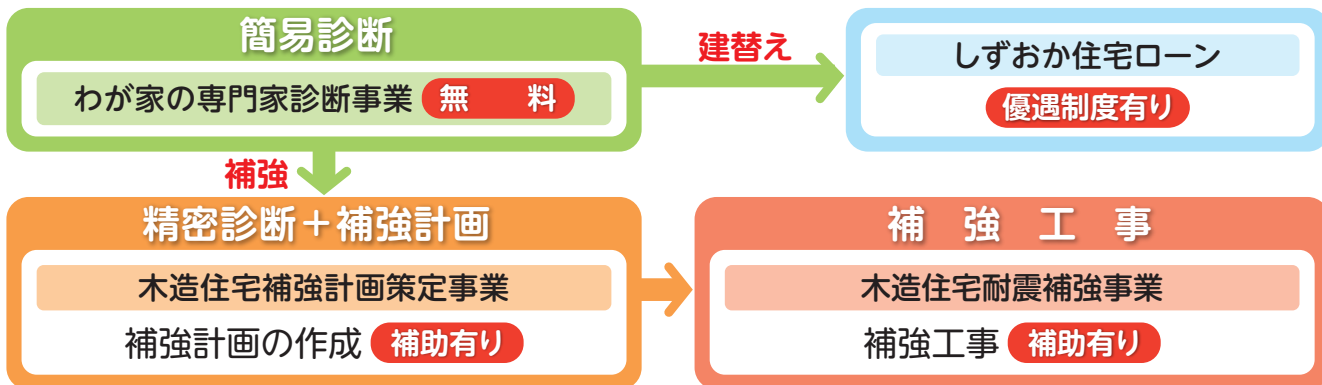 簡易診断
わが家の専門家診断事業 無 料
建替え
しずおか住宅ローン
優遇制度有り
補強
精密診断+補強計画
木造住宅補強計画策定事業
補強計画の作成 補助有り
補 強 工 事
木造住宅耐震補強事業
補強工事 補助有り